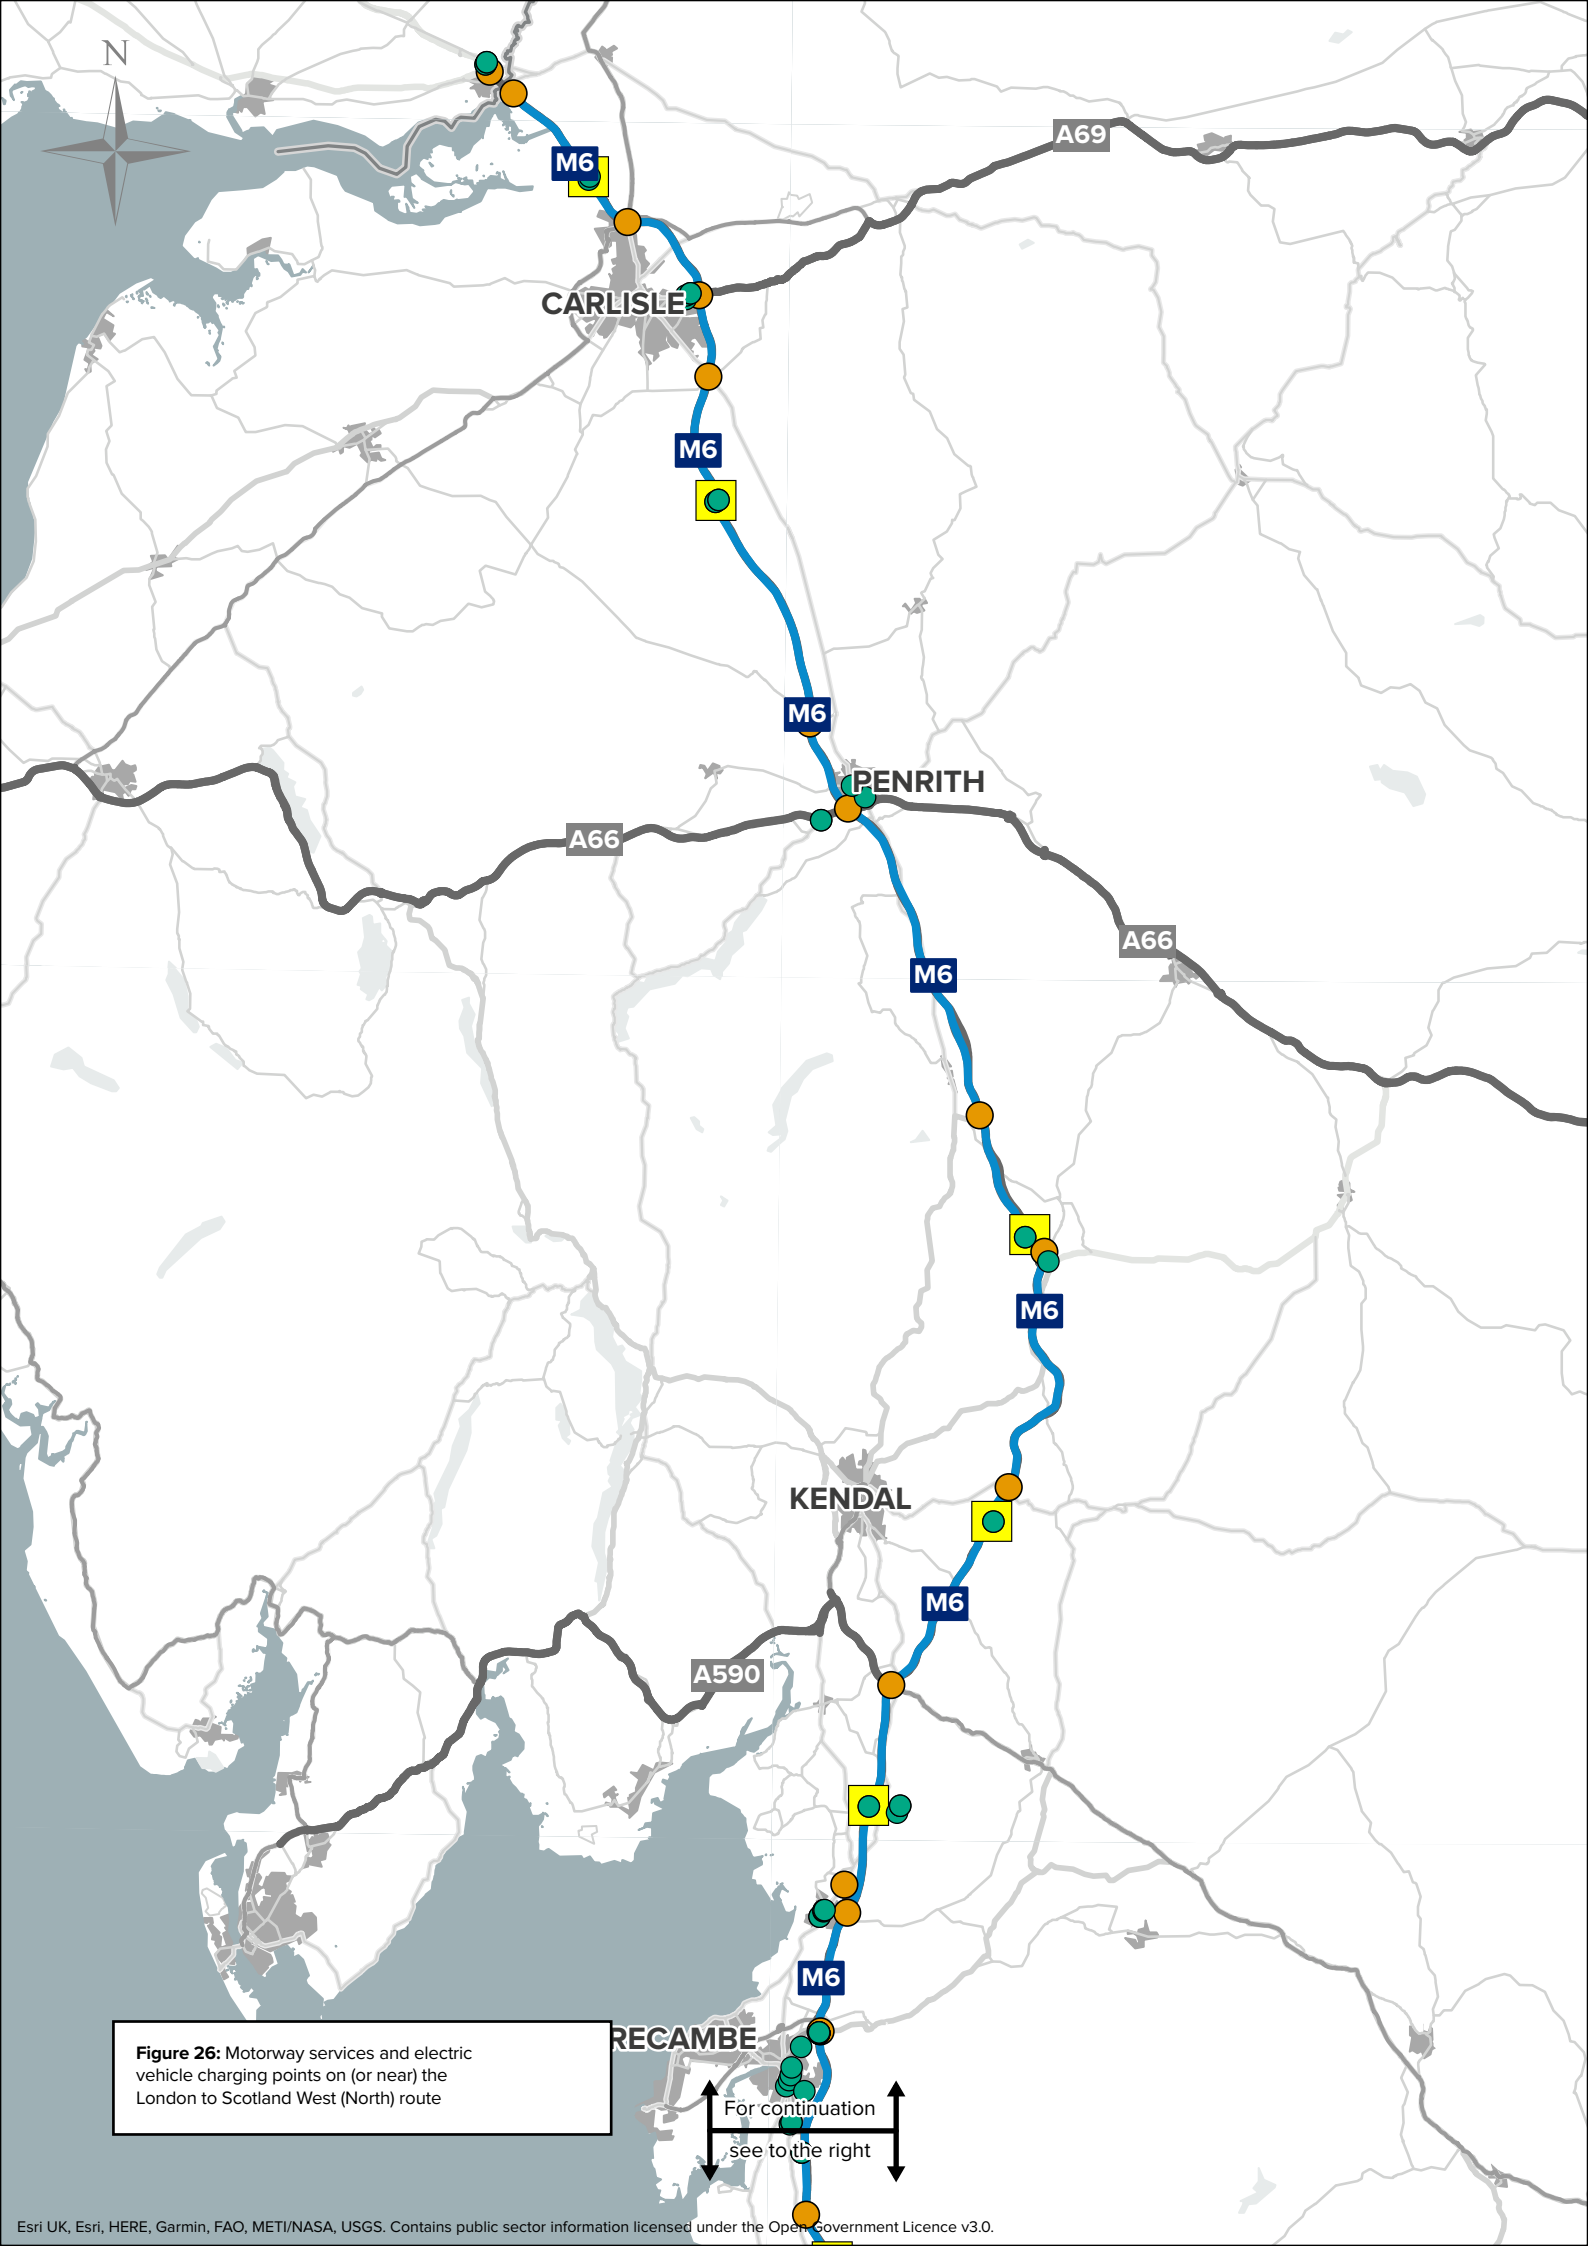 N
A69
M6
CARLISLE
M6
M6
PENRITH
A66
A66
M6
M6
KENDAL
M6
A590
M6
RECAMBE
Figure 26: Motorway services and electric
vehicle charging points on (or near) the
London to Scotland West (North) route
For continuation
see to the right
Esri UK, Esri, HERE, Garmin, FAO, METI/NASA, USGS. Contains public sector information licensed under the Open Government Licence v3.0.